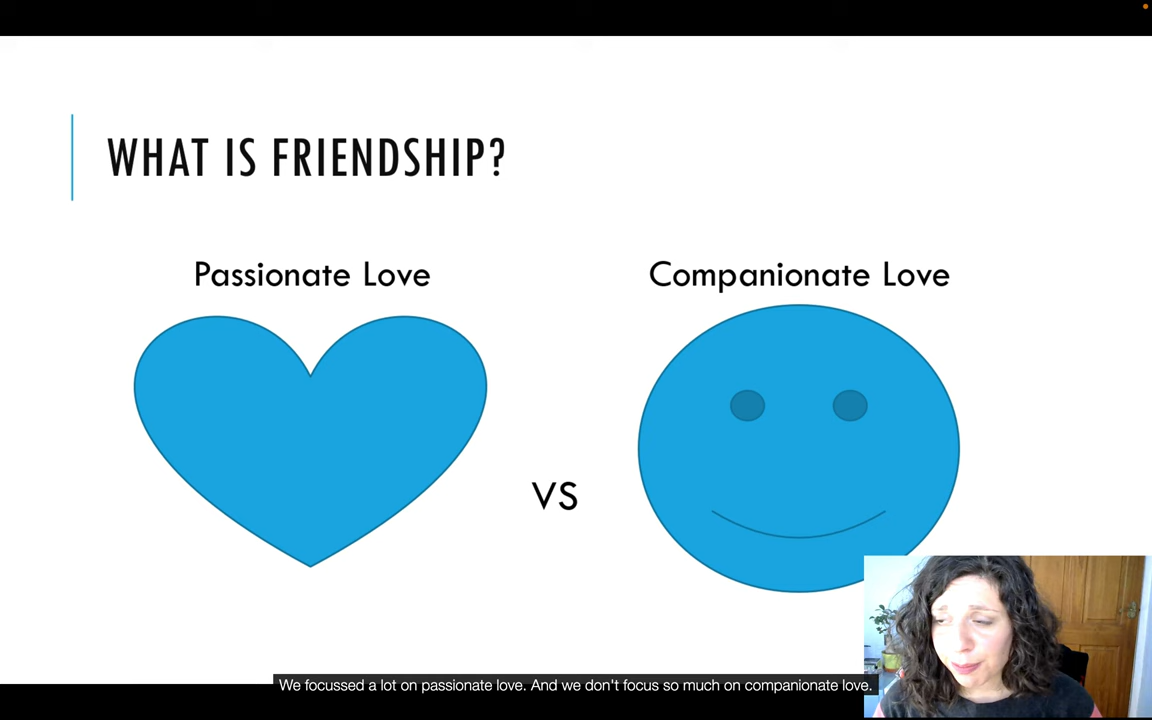 WHAT IS FRIENDSHIP?
Passionate Love
Companionate Love
VS
We focussed a lot on passionate love. And we don't focus so much on companionate love.